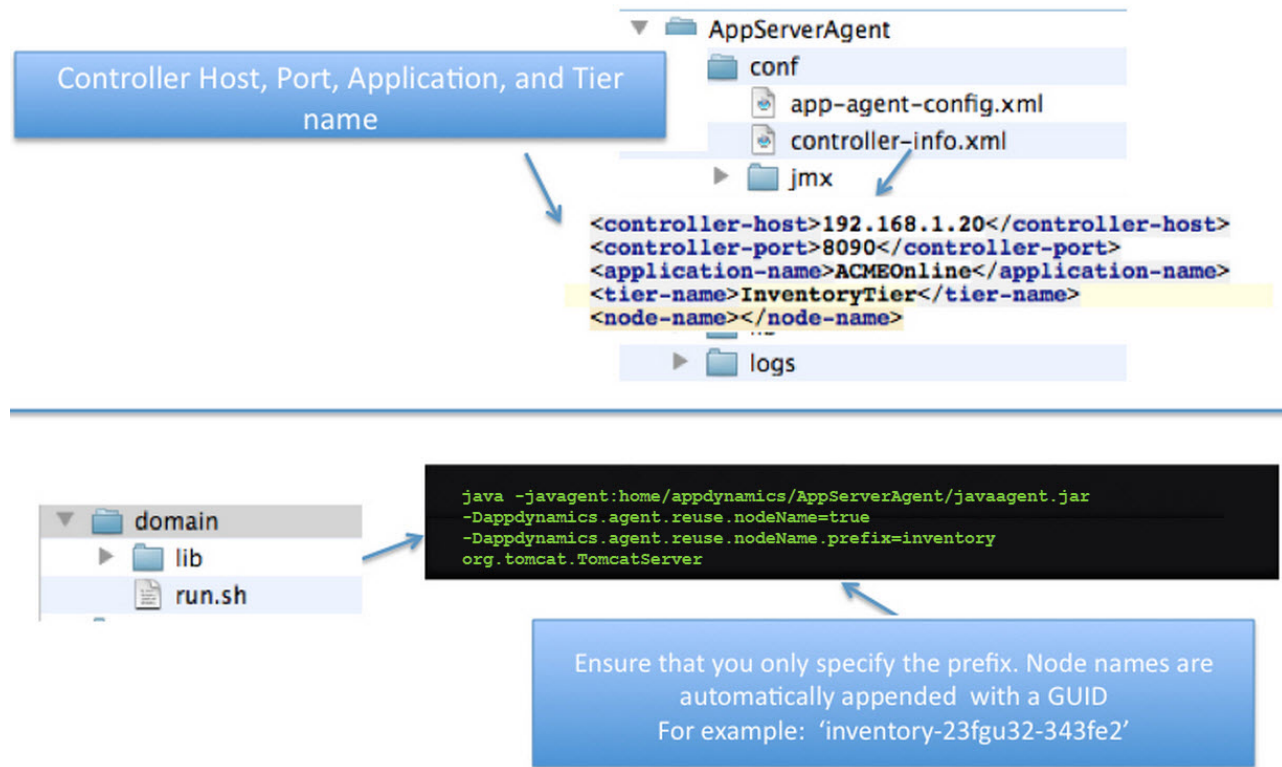 AppServerAgent
Controller Host, Port, Application, and Tier
name
conf
app-agent-config.xml
controller-info.xml
jmx
<controller-host>192.168.1.20</controller-host>
<controller-port>8090</controller-port>
<application-name>ACMEOnline</application-name>
<tier-name>InventoryTier</tier-name>
<node-name></node-name>
logs
java -javagent:home/appdynamics/AppServerAgent/javaagent.jar
-Dappdynamics.agent.reuse.nodeName=true
-Dappdynamics.agent.reuse.nodeName.prefix=inventory
org.tomcat.TomcatServer
domain
lib
run.sh
Ensure that you only specify the prefix. Node names are
automatically appended with a GUID
For example: ‘inventory-23fgu32-343fe2’